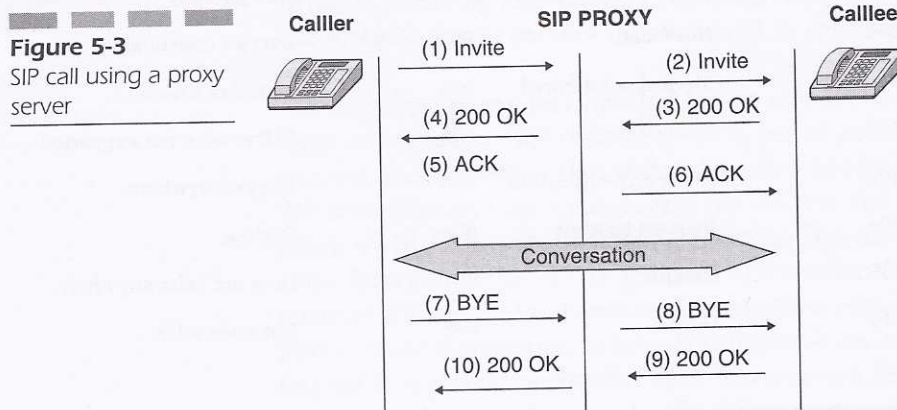 Figure 5-3
SIP call using a proxy
server
Calller
SIP PROXY
Calllee
(1) Invite
(2) Invite
(3) 200 OK
(4) 200 OK
(5) ACK
(6) ACK
Conversation
(7) BYE
(8) BYE
(9) 200 OK
(10) 200 OK